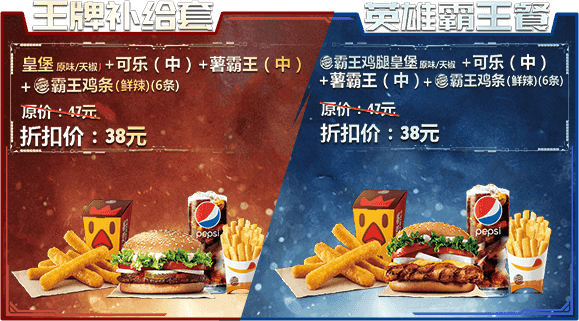 王牌补给套
皇堡 原味/天椒 +可乐（中）+薯霸王（中）
+霸王鸡条(鲜辣)(6条)
原价：47元
折扣价：38元
英雄霸王餐
霸王鸡腿皇堡 原味/天椒 +可乐（中）
+薯霸王（中）+霸王鸡条(鲜辣)(6条)
原价：47元
折扣价：38元
pepsi
pepsi